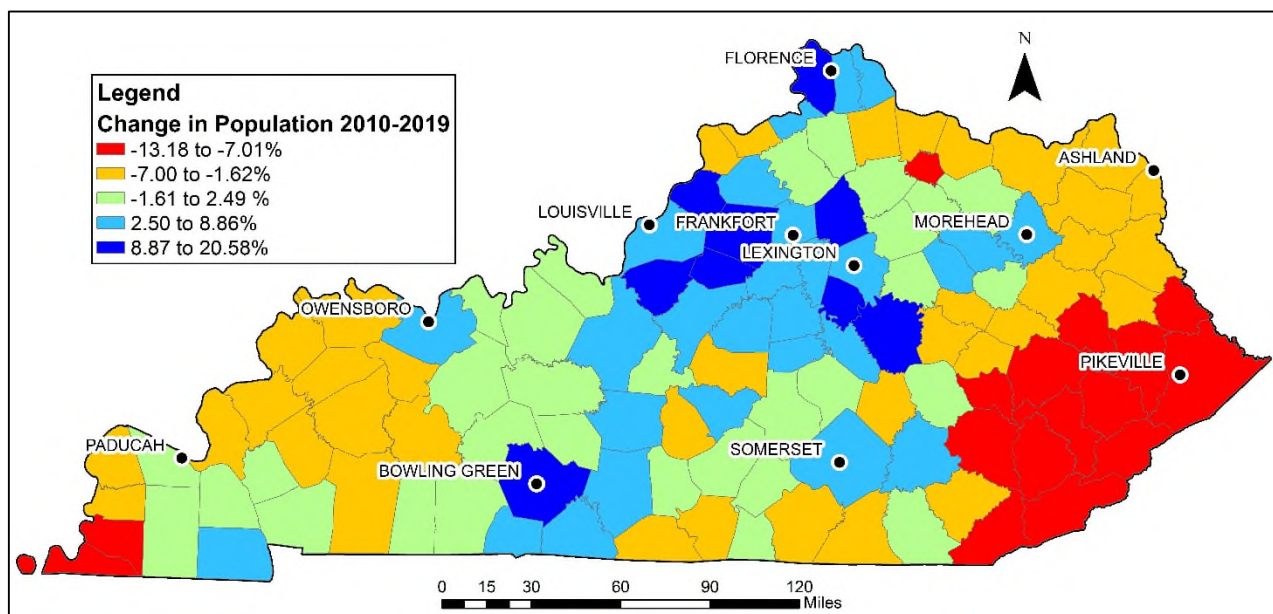 N
FLORENCE
Legend
Change in Population 2010-2019
-13.18 to -7.01%
-7.00 to -1.62%
-1.61 to 2.49 %
2.50 to 8.86%
8.87 to 20.58%
ASHLAND
LOUISVILLE
FRANKFORT
MOREHEAD
LEXINGTON
OWENSBORO
PIKEVILLE
PADUCAH
SOMERSET
BOWLING GREEN
0 15 30 60 90 120
Miles